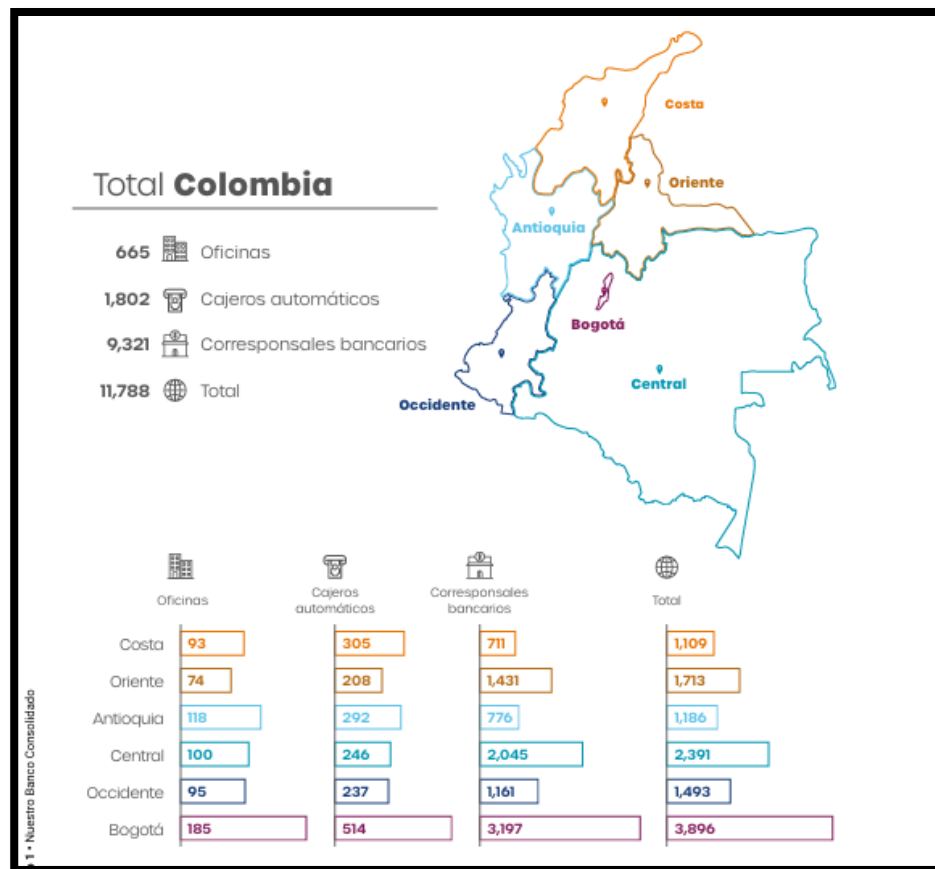 Costa
Oriente
Antioquia
Bogotá
Central
Occidente
Total Colombia
665 Oficinas
1,802 Cajeros automáticos
9,321 Corresponsales bancarios
11,788 Total
Oficinas
Cajeros
automáticos
Corresponsales
bancarios
Total
Costa 93 305 711 1,109
Oriente 74 208 1,431 1,713
Antioquia 118 292 776 1,186
Central 100 246 2,045 2,391
Occidente 95 237 1,161 1,493
Bogotá 185 514 3,197 3,896
1 • Nuestro Banco Consolidado